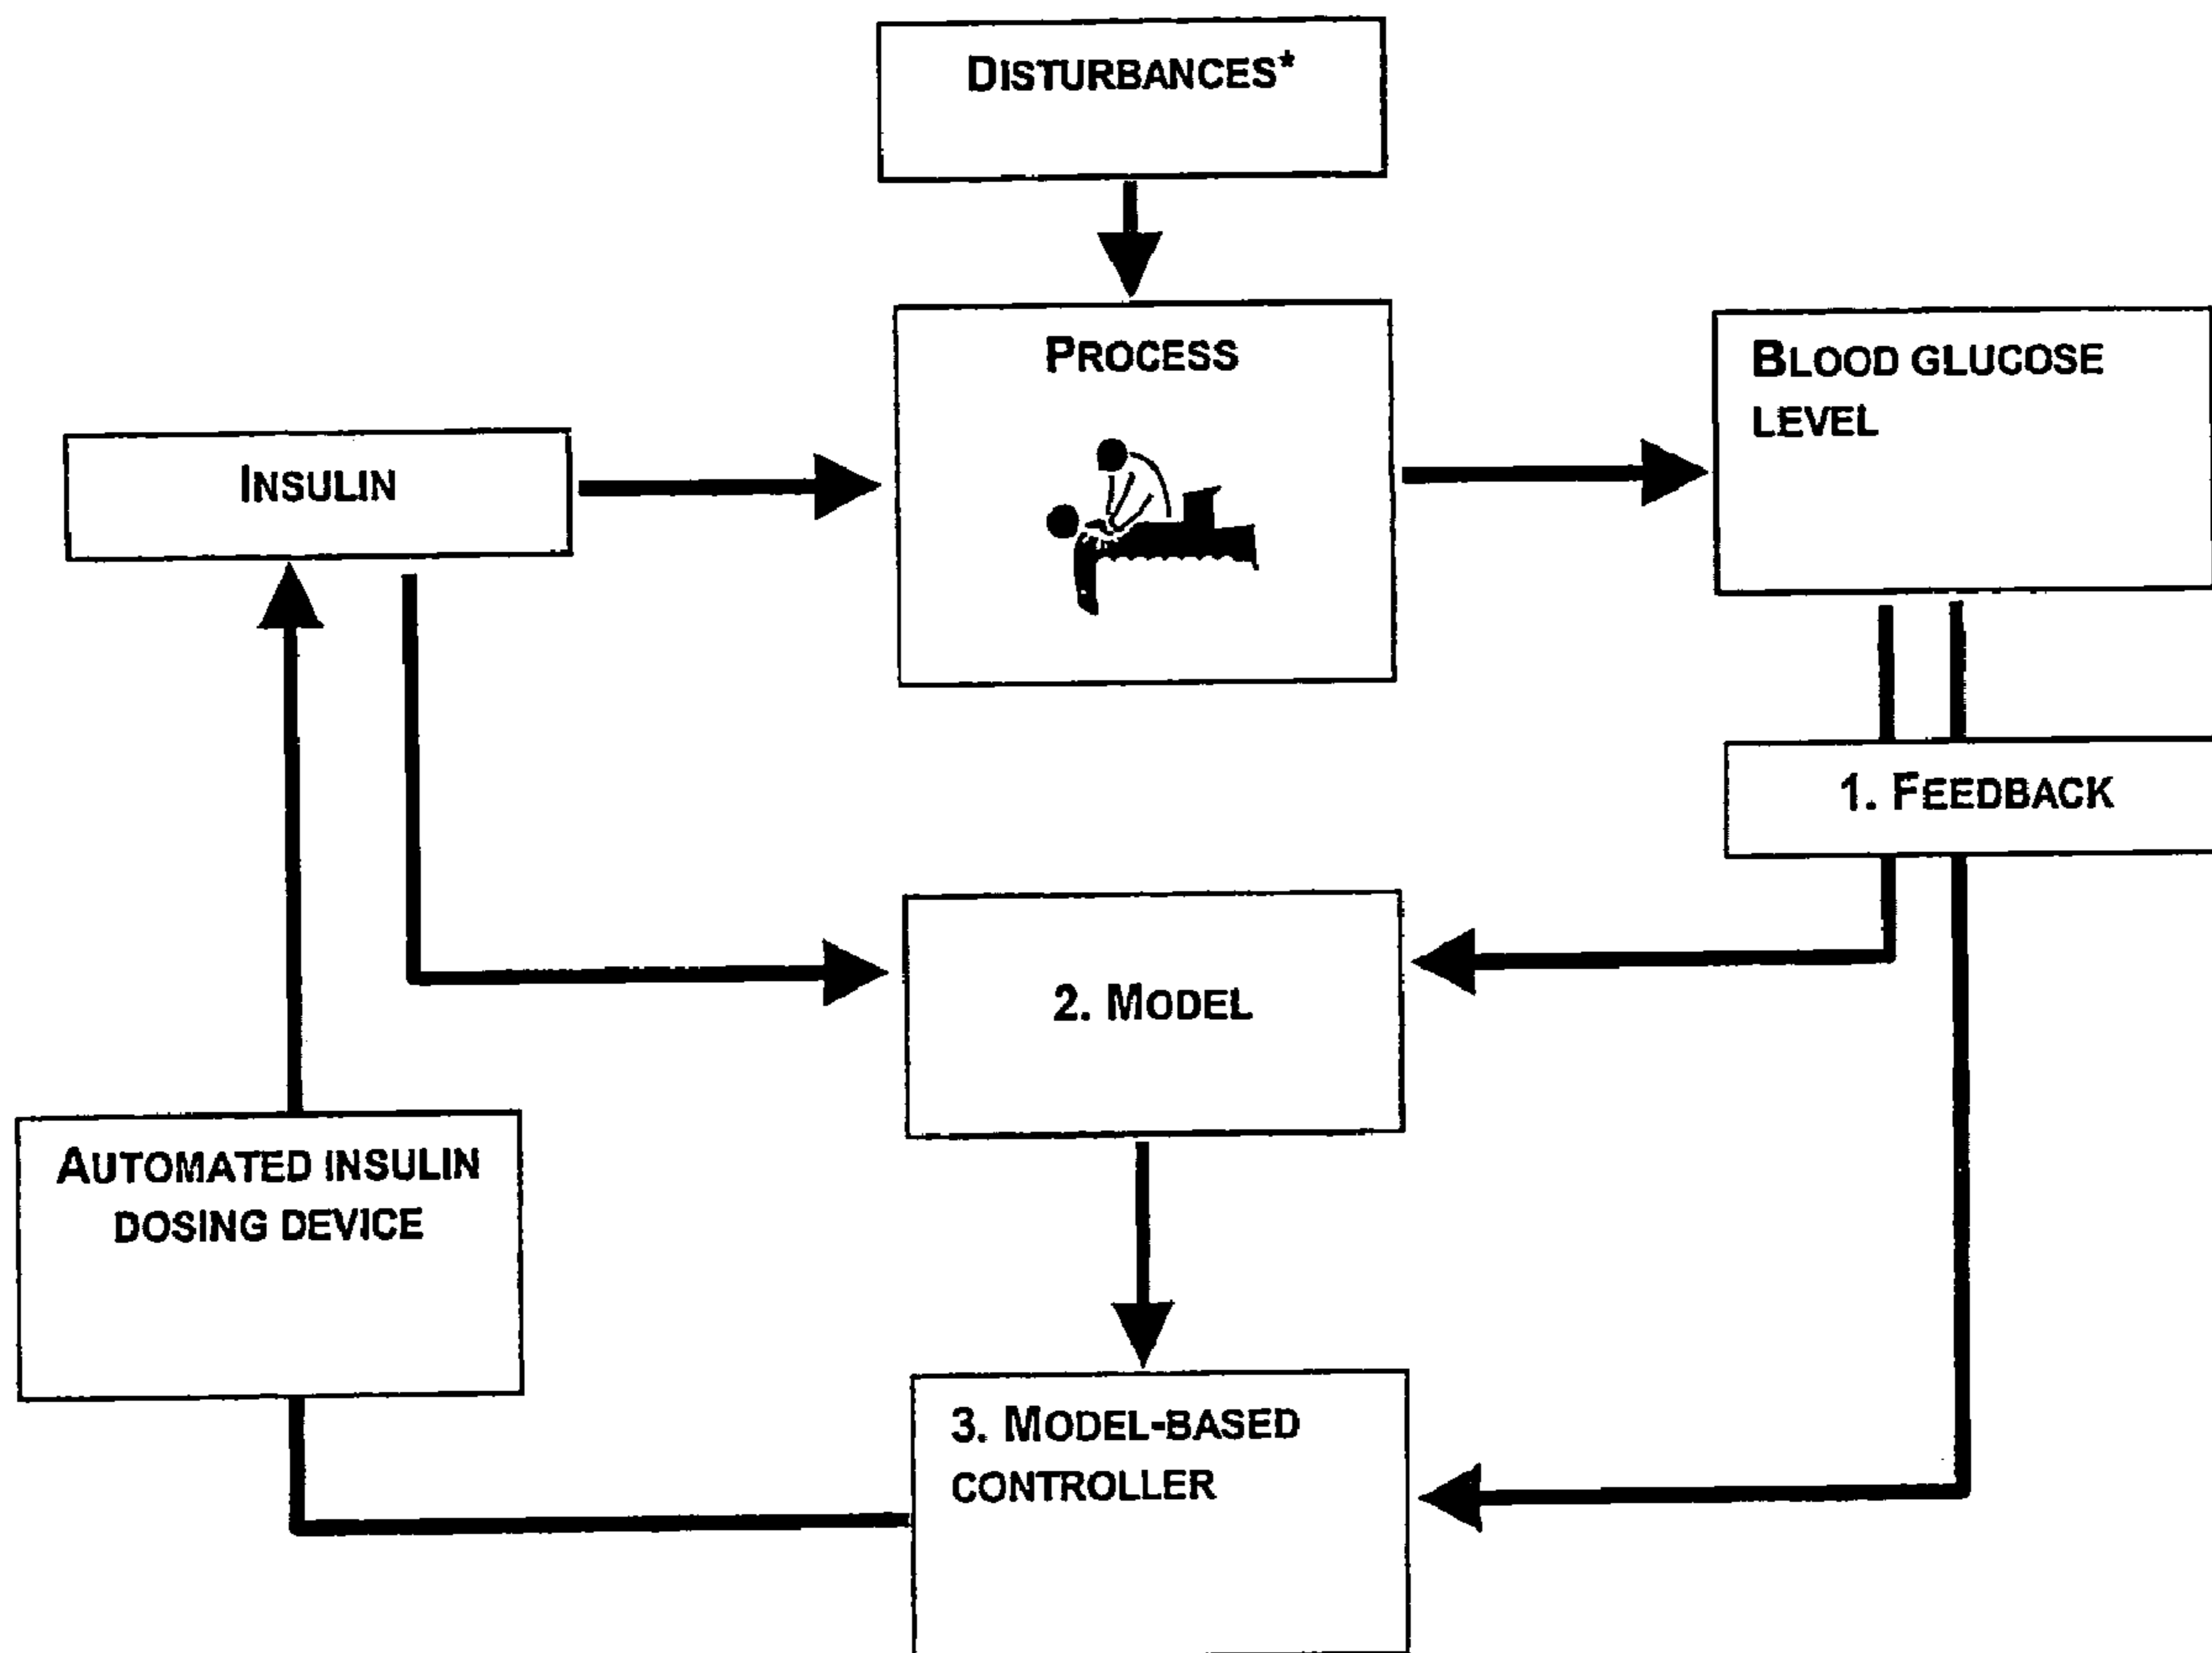 DISTURBANCES*
PROCESS
BLOOD GLUCOSE
LEVEL
INSULIN
1. FEEDBACK
2. MODEL
AUTOMATED INSULIN
DOSING DEVICE
3. MODEL-BASED
CONTROLLER